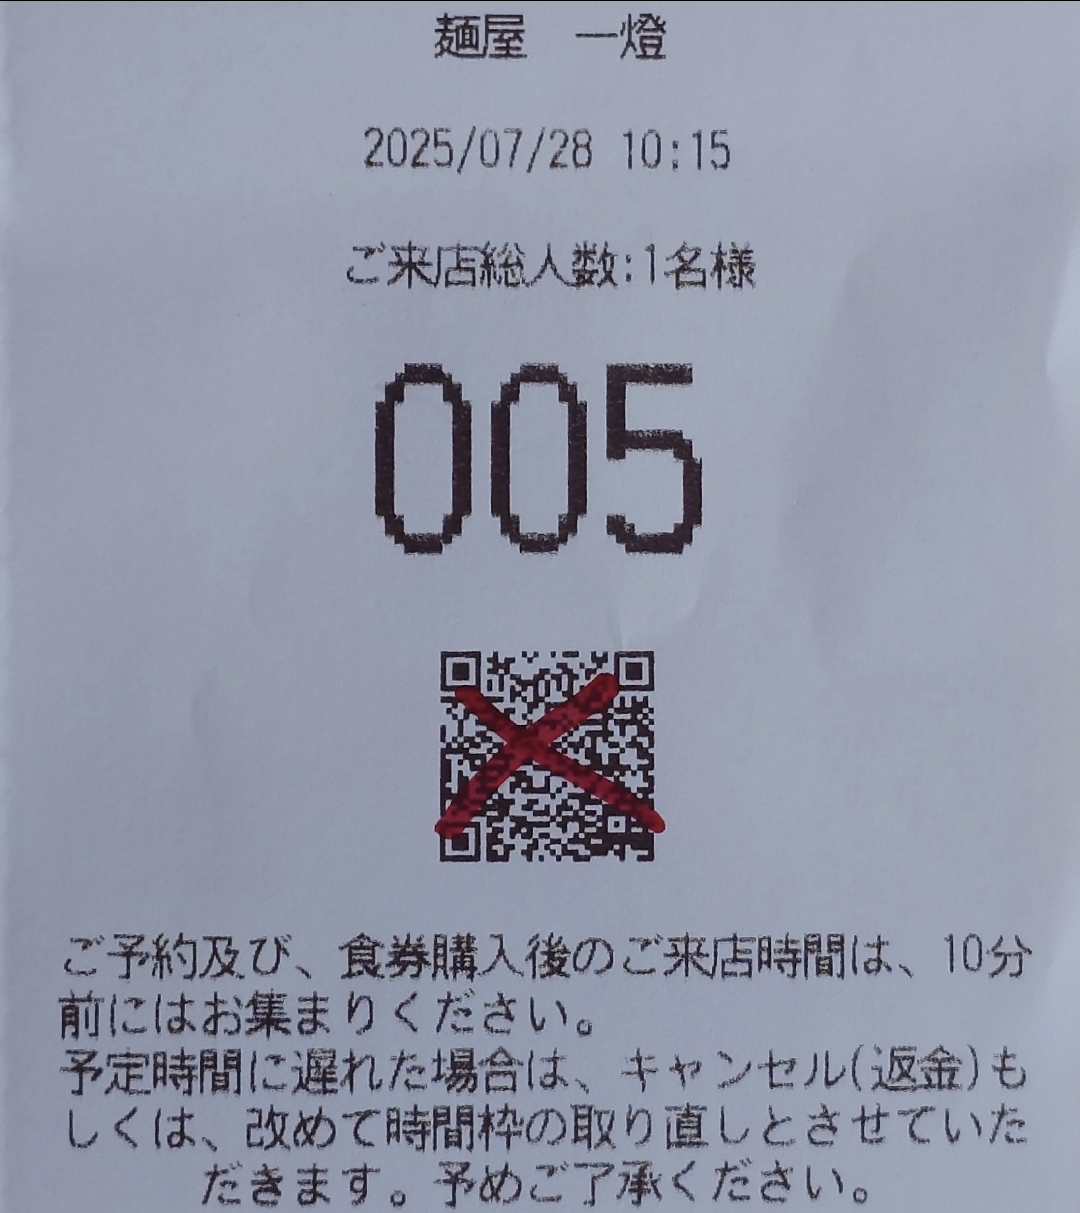 麺屋　一燈
2025/07/28 10:15
ご来店総人数:1名様
005
ご予約及び、食券購入後のご来店時間は、10分
前にはお集まりください。
予定時間に遅れた場合は、キャンセル(返金)も
しくは、改めて時間枠の取り直しとさせていた
だきます。予めご了承ください。